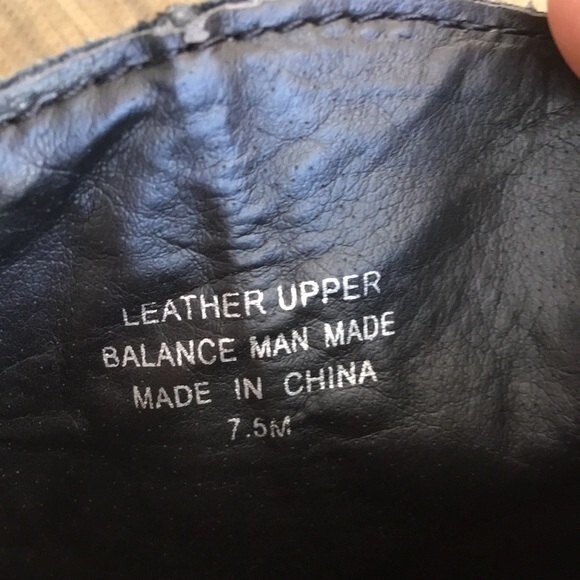 LEATHER UPPER
BALANCE MAN MADE
MADE IN CHINA
7.5M